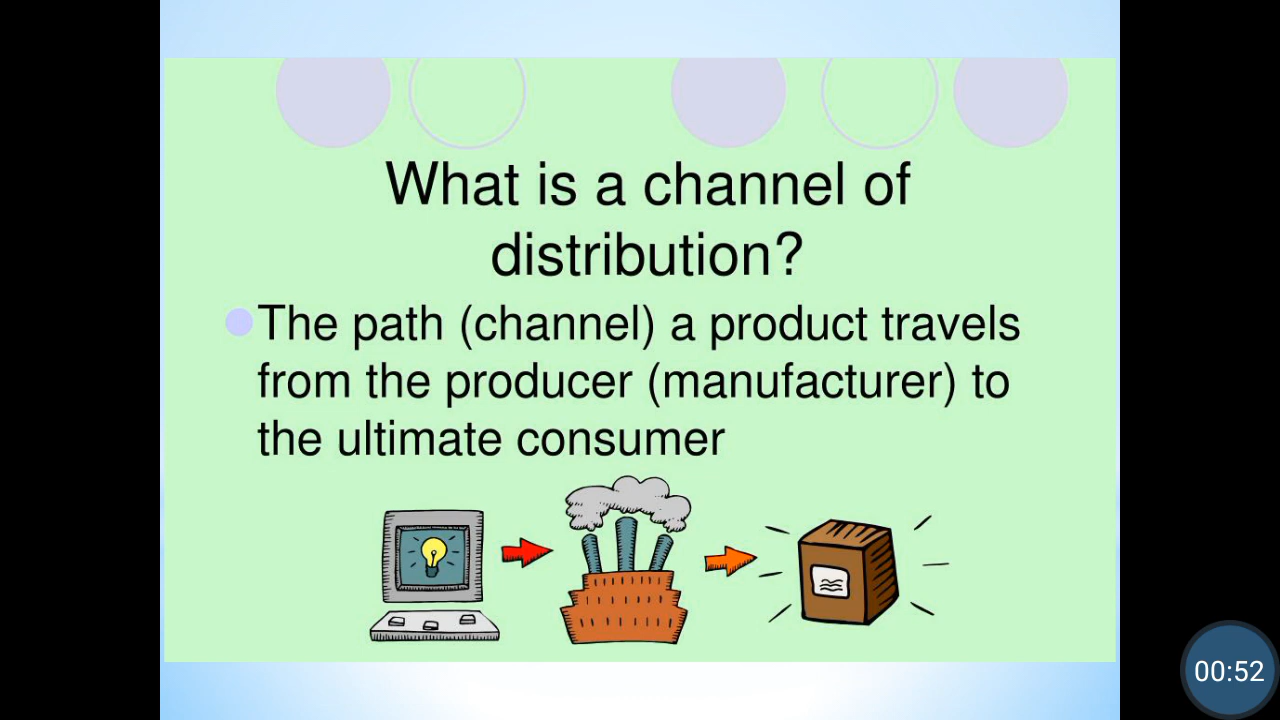 What is a channel of
distribution?
The path (channel) a product travels
from the producer (manufacturer) to
the ultimate consumer
00:52